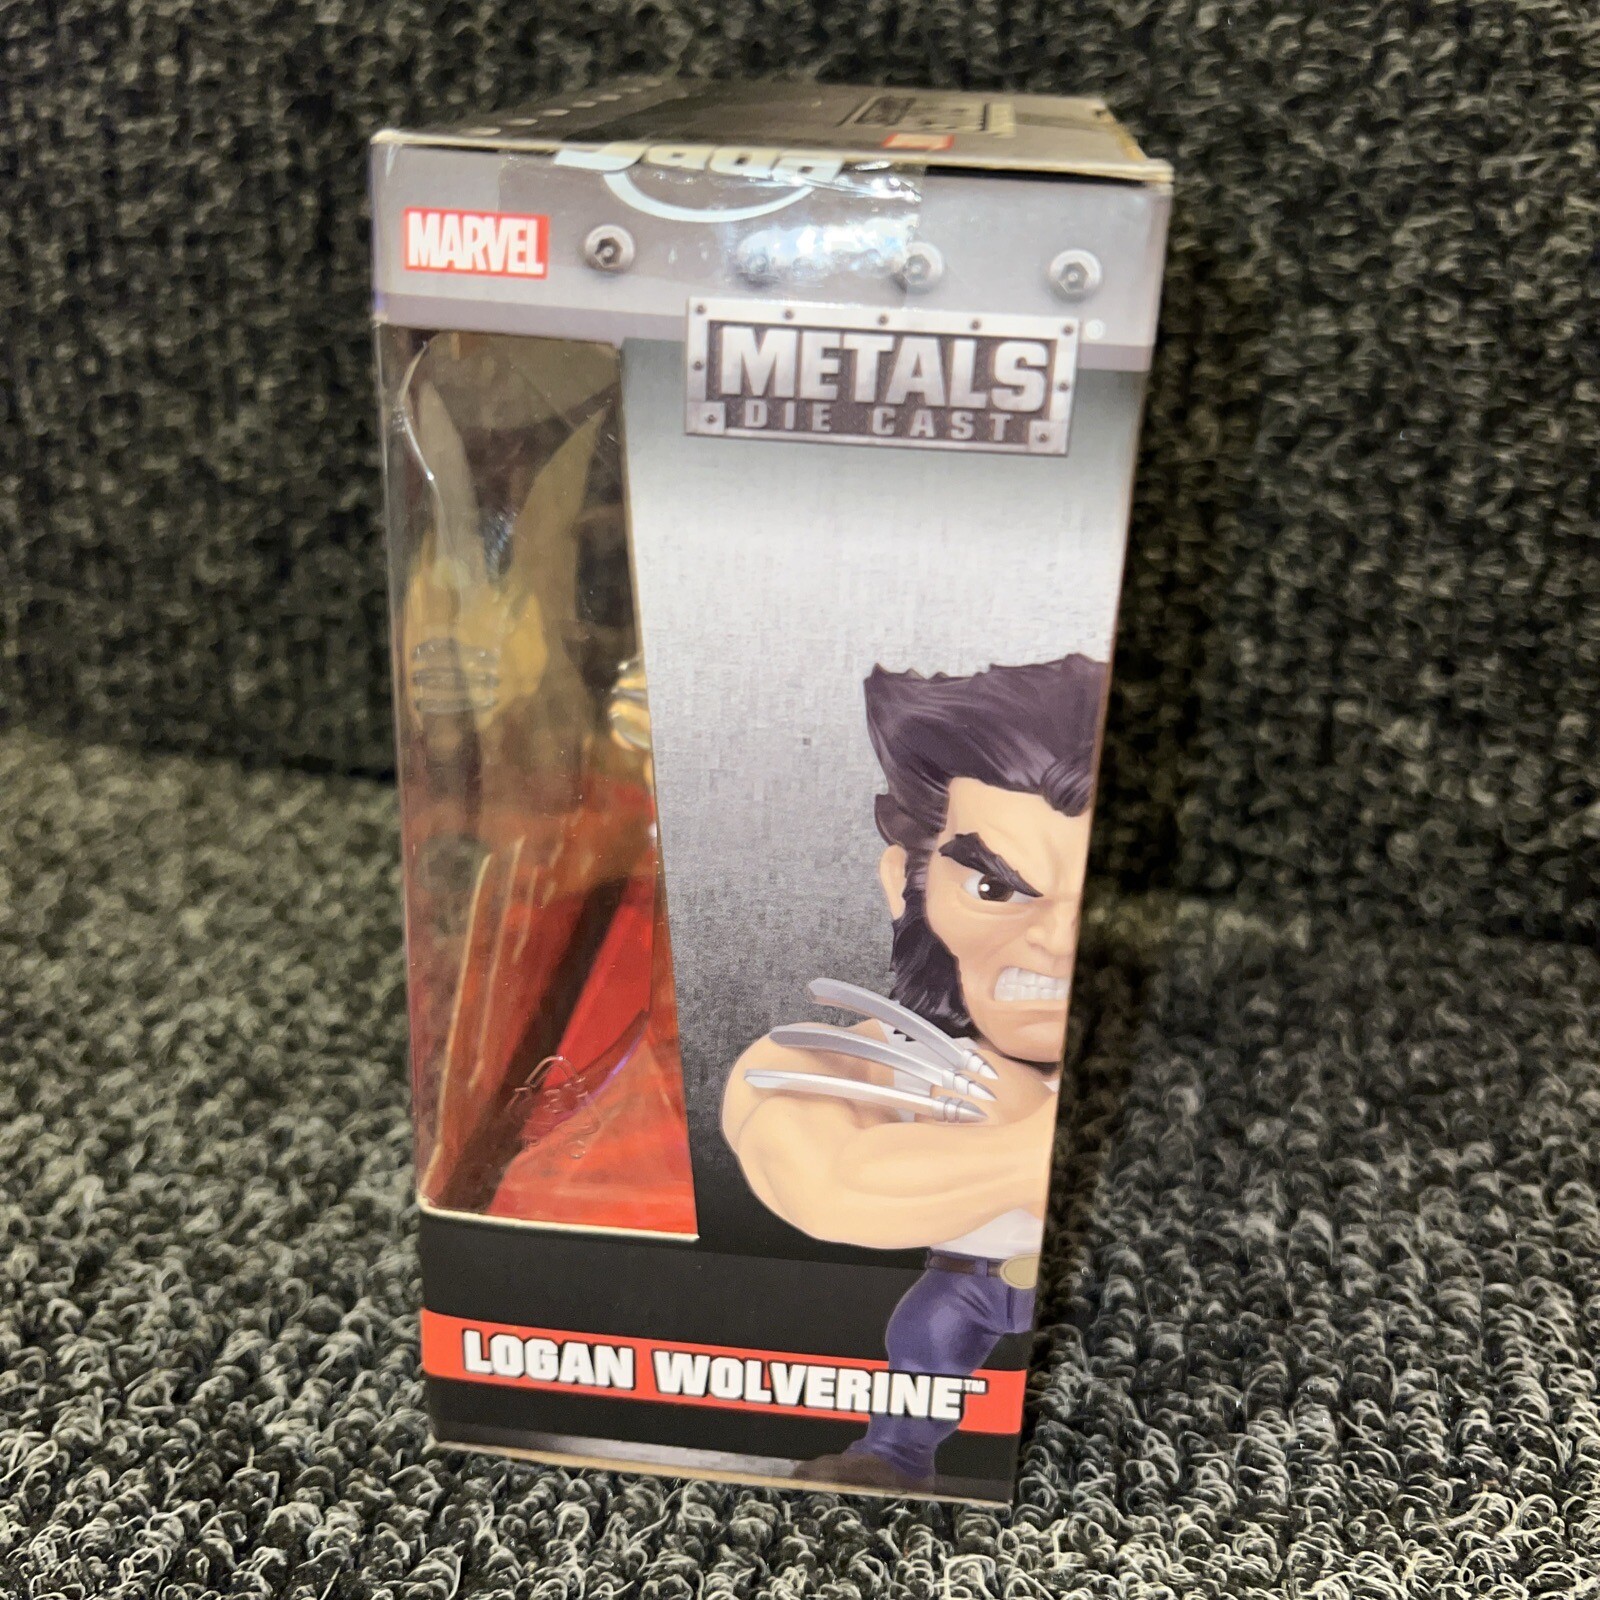 MARVEL
METALS
DIE CAST
LOGAN WOLVERINE™